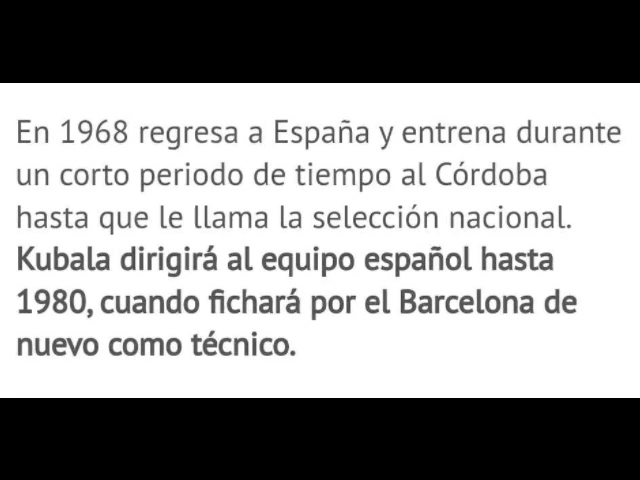 En 1968 regresa a España y entrena durante
un corto periodo de tiempo al Córdoba
hasta que le llama la selección nacional.
Kubala dirigirá al equipo español hasta
1980, cuando fichará por el Barcelona de
nuevo como técnico.